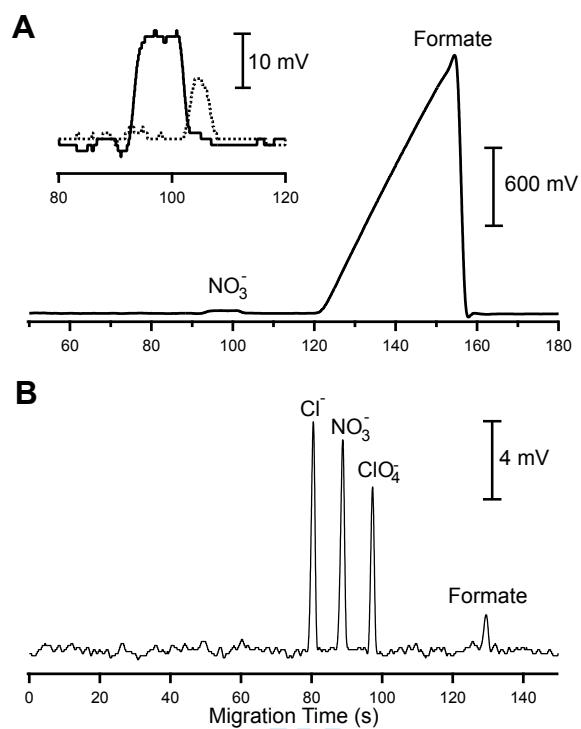 A
Formate
10 mV
80 100 120
600 mV
NO₃⁻
60 80 100 120 140 160 180
B
Cl⁻
NO₃⁻
4 mV
ClO₄⁻
Formate
0 20 40 60 80 100 120 140
Migration Time (s)